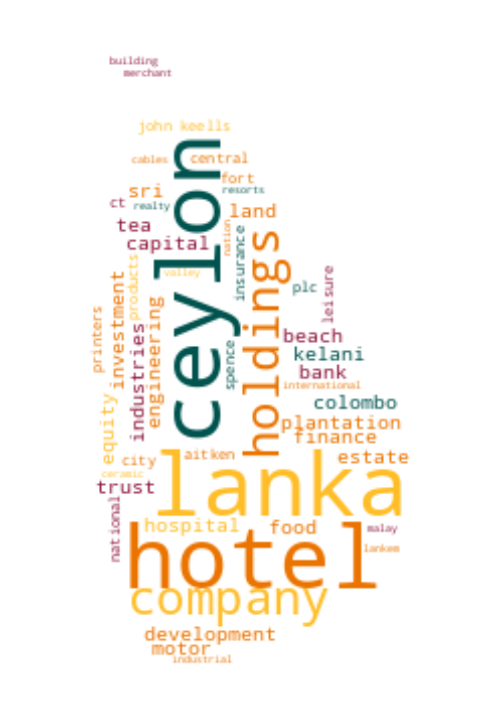 building
merchant
john keells
cables
central
fort
sri
resorts
ct
realty
land
tea
capital
ceylon
nation
insurance
holdings
valley
products
investment
plc
leisure
engineering
printers
industries
beach
spence
kelani
bank
international
equity
colombo
plantation
finance
aitken
city
estate
ceramic
lanka
trust
national
hospital
food
malay
hotel
lankem
company
development
motor
industrial